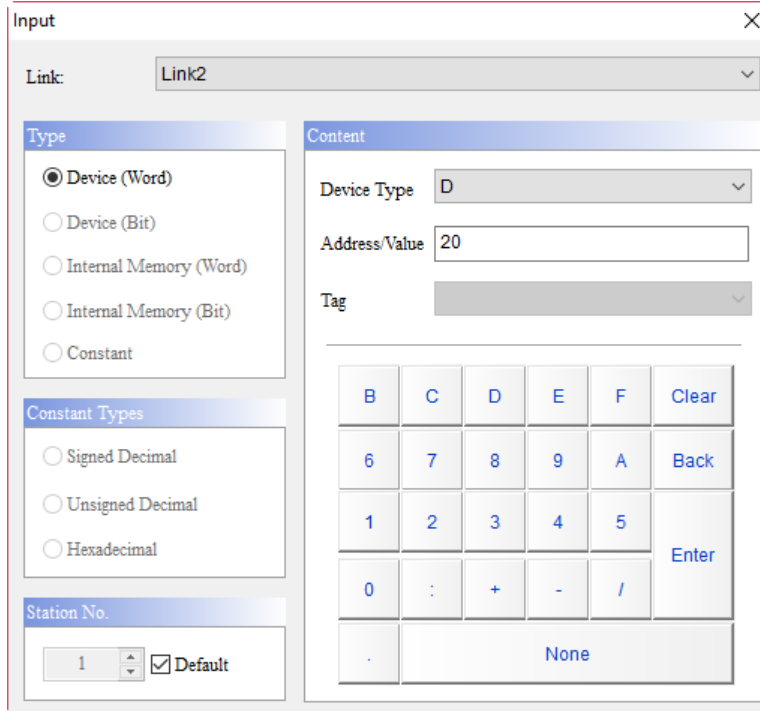 Input
Link: Link2
Type
Device (Word)
Device (Bit)
Internal Memory (Word)
Internal Memory (Bit)
Constant
Constant Types
Signed Decimal
Unsigned Decimal
Hexadecimal
Station No.
1 Default
Content
Device Type D
Address/Value 20
Tag
B C D E F Clear
6 7 8 9 A Back
1 2 3 4 5
Enter
0 : + - /
. None